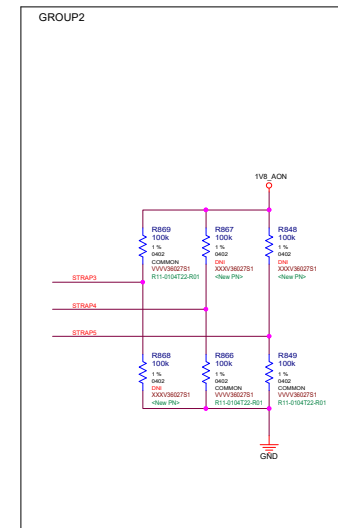 GROUP2
1V8_AON
R869
100k
1 %
0402
COMMON
VVVV36027S1
R11-0104T22-R01
R867
100k
1 %
0402
DNI
XXXV36027S1
<New PN>
R848
100k
1 %
0402
DNI
XXXV36027S1
<New PN>
STRAP3
STRAP4
STRAP5
R868
100k
1 %
0402
DNI
XXXV36027S1
<New PN>
R866
100k
1 %
0402
COMMON
VVVV36027S1
R11-0104T22-R01
R849
100k
1 %
0402
COMMON
VVVV36027S1
R11-0104T22-R01
GND